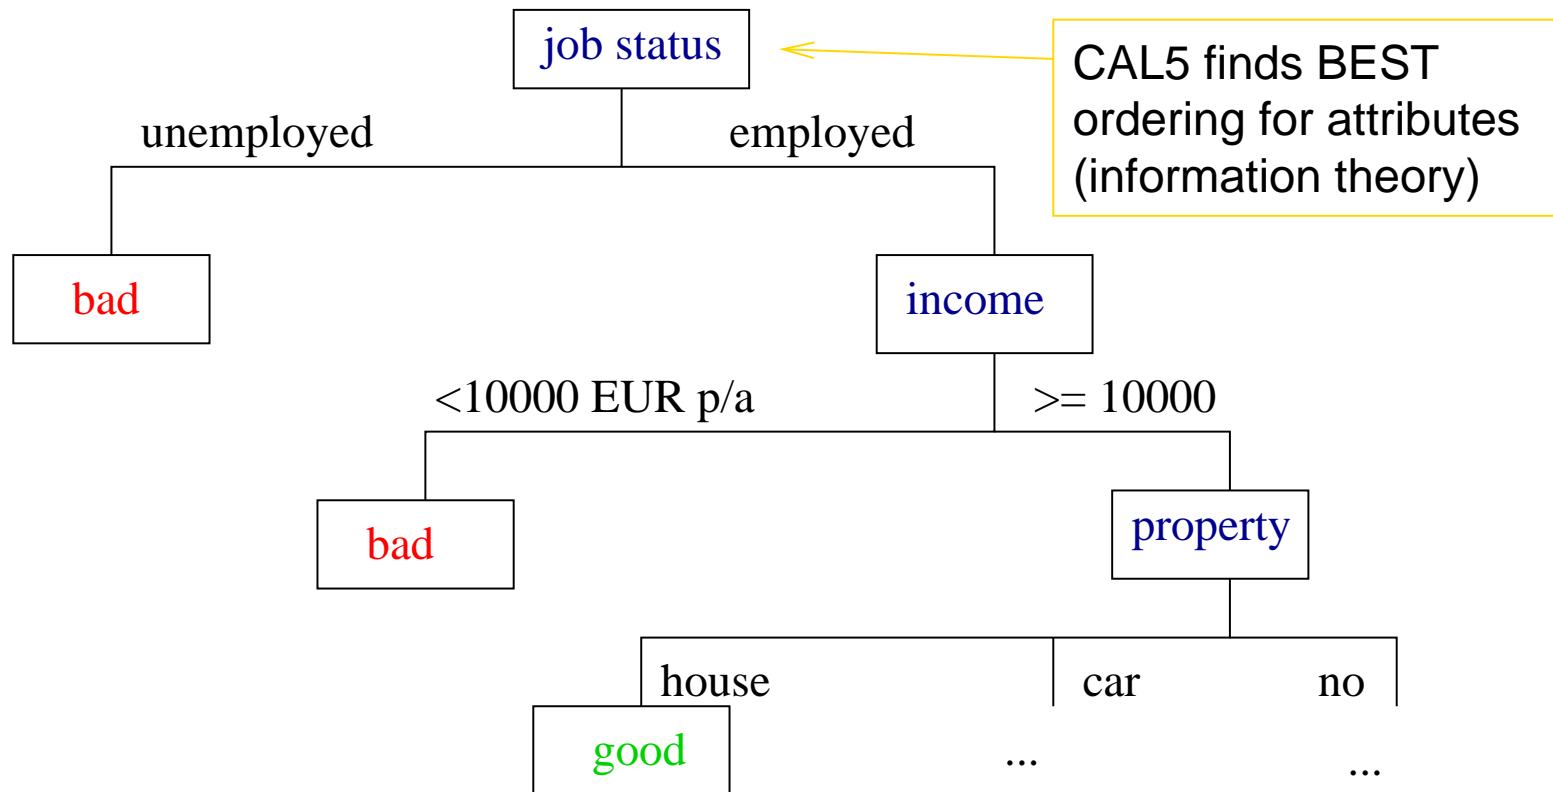 job status
CAL5 finds BEST
ordering for attributes
(information theory)
unemployed
employed
bad
income
<10000 EUR p/a
>= 10000
bad
property
house
car
no
good
...
...